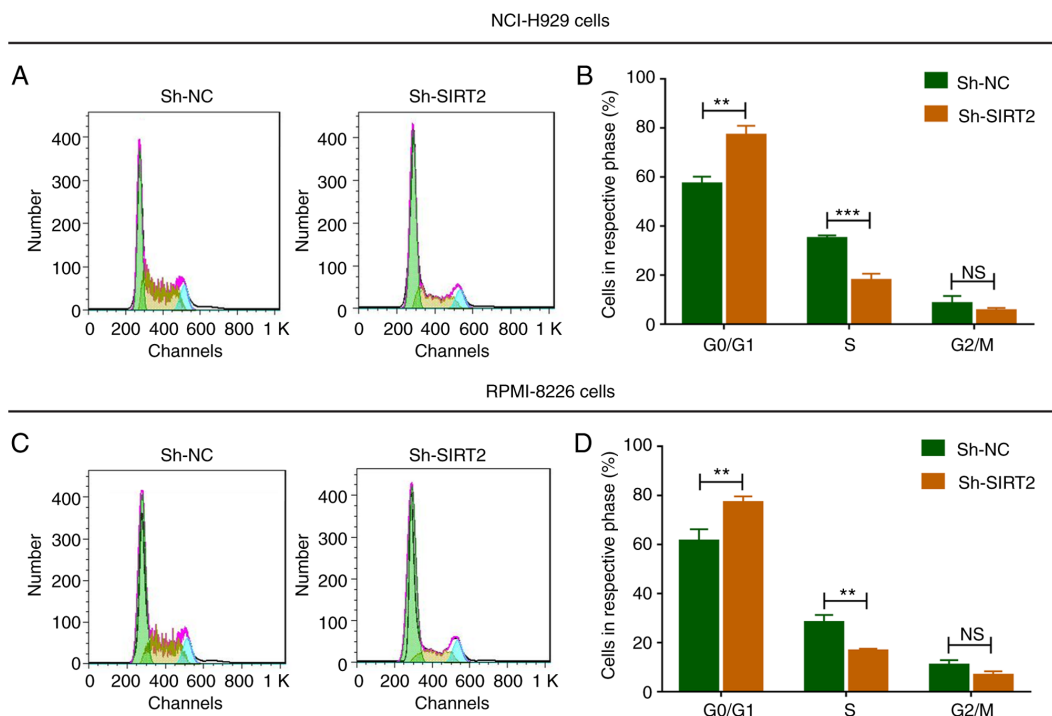 NCI-H929 cells
A
Sh-NC
Number
400
300
200
100
0
0 200 400 600 800 1 K
Channels
Sh-SIRT2
Number
400
300
200
100
0
0 200 400 600 800 1 K
Channels
B
Cells in respective phase (%)
100
80
60
40
20
0
**
***
NS
Sh-NC
Sh-SIRT2
G0/G1 S G2/M
RPMI-8226 cells
C
Sh-NC
Number
400
300
200
100
0
0 200 400 600 800 1 K
Channels
Sh-SIRT2
Number
400
300
200
100
0
0 200 400 600 800 1 K
Channels
D
Cells in respective phase (%)
100
80
60
40
20
0
**
**
NS
Sh-NC
Sh-SIRT2
G0/G1 S G2/M